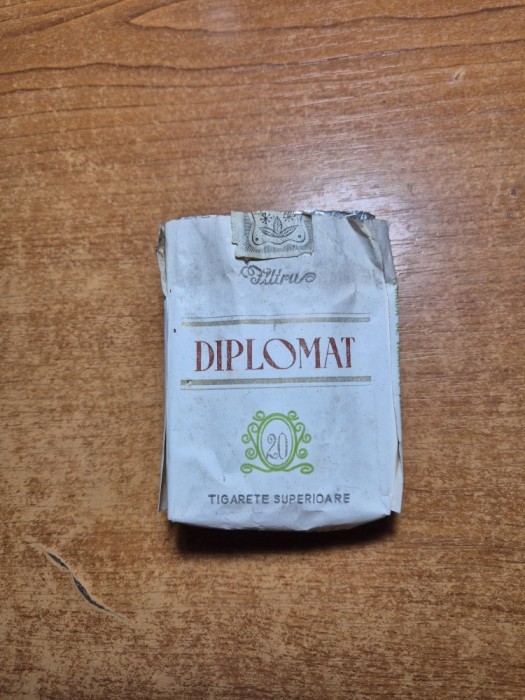 Filtru
DIPLOMAT
20
TIGARETE SUPERIOARE